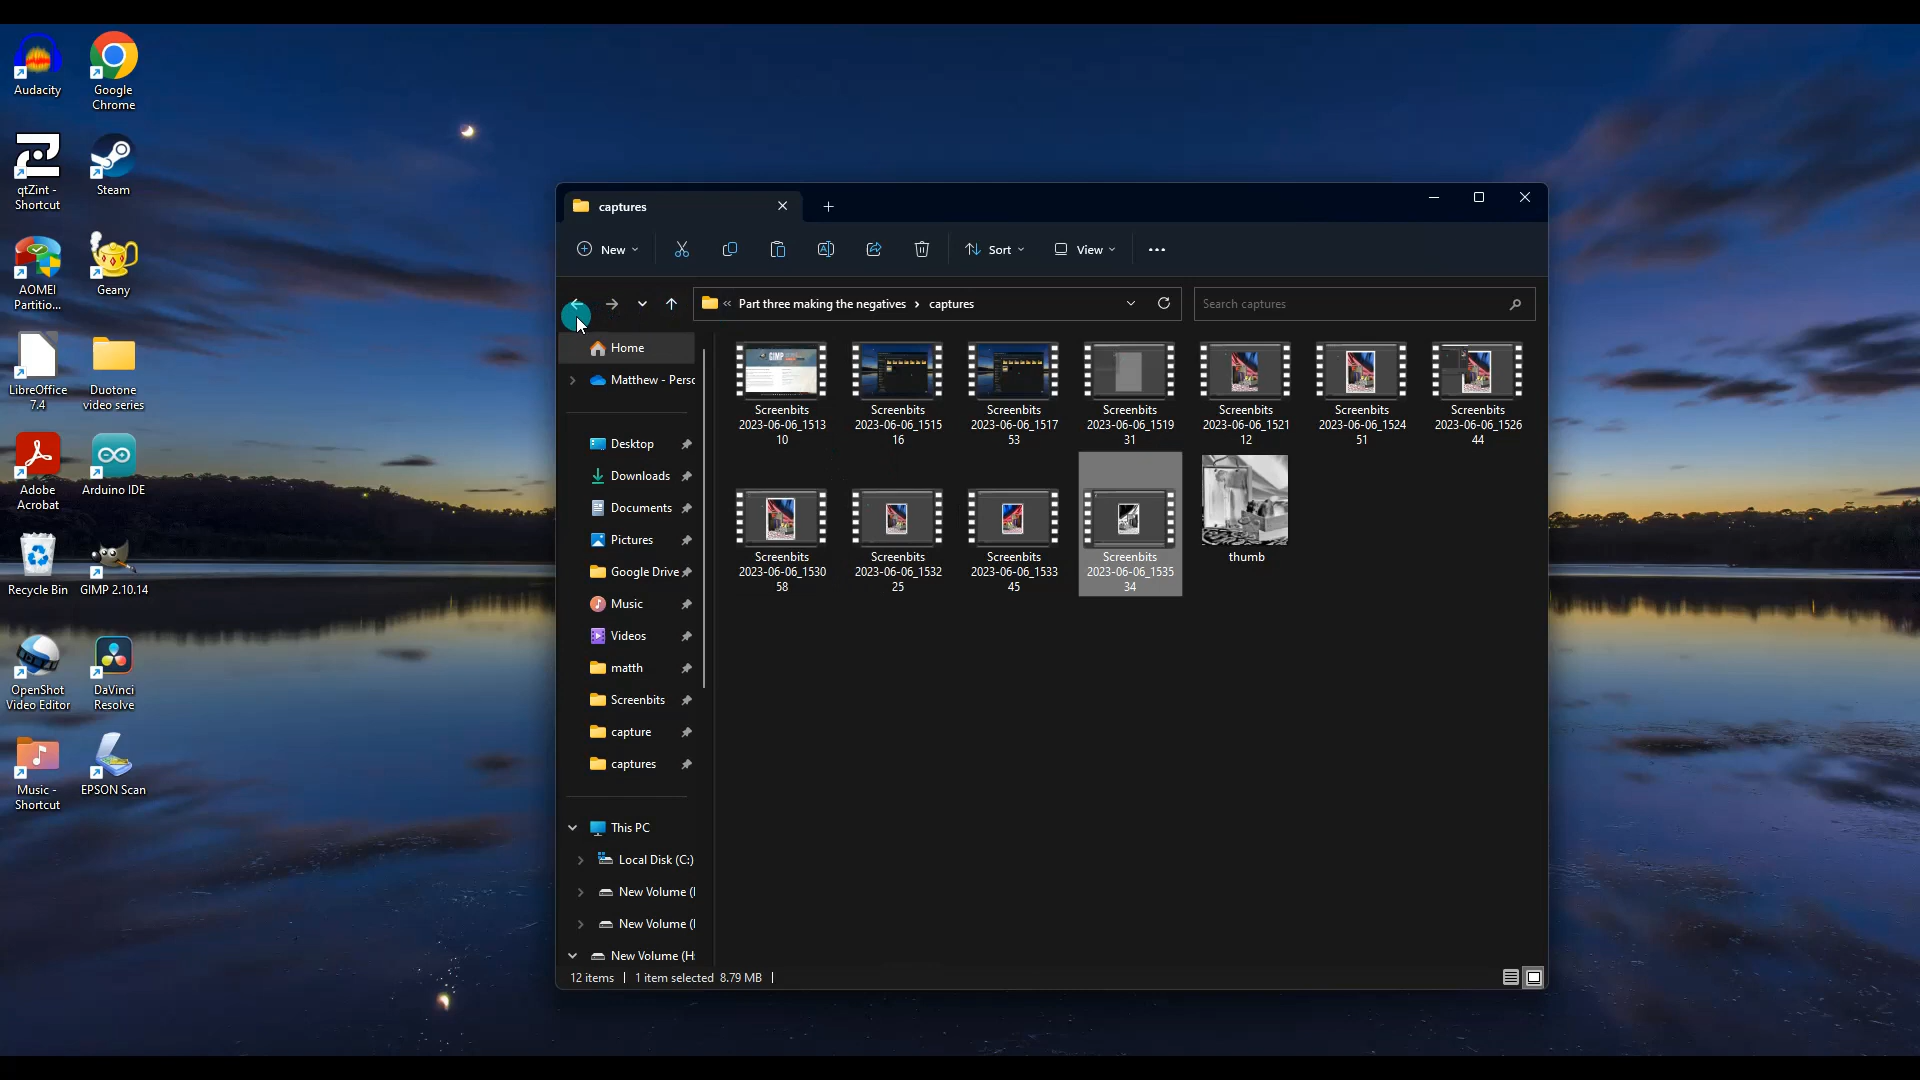 Audacity
Google
Chrome
qtZint -
Shortcut
Steam
AOMEI
Partitio...
Geany
LibreOffice
7.4
Duotone
video series
Adobe
Acrobat
Arduino IDE
Recycle Bin
GIMP 2.10.14
OpenShot
Video Editor
DaVinci
Resolve
Music -
Shortcut
EPSON Scan
captures
New
Sort
View
« Part three making the negatives > captures
Search captures
Home
Matthew - Perso
Desktop
Downloads
Documents
Pictures
Google Drive
Music
Videos
matth
Screenbits
capture
captures
This PC
Local Disk (C:)
New Volume (
New Volume (
New Volume (H:
Screenbits
2023-06-06_1513
10
Screenbits
2023-06-06_1515
16
Screenbits
2023-06-06_1517
53
Screenbits
2023-06-06_1519
31
Screenbits
2023-06-06_1521
12
Screenbits
2023-06-06_1524
51
Screenbits
2023-06-06_1526
44
Screenbits
2023-06-06_1530
58
Screenbits
2023-06-06_1532
25
Screenbits
2023-06-06_1533
45
Screenbits
2023-06-06_1535
34
thumb
12 items | 1 item selected 8.79 MB |